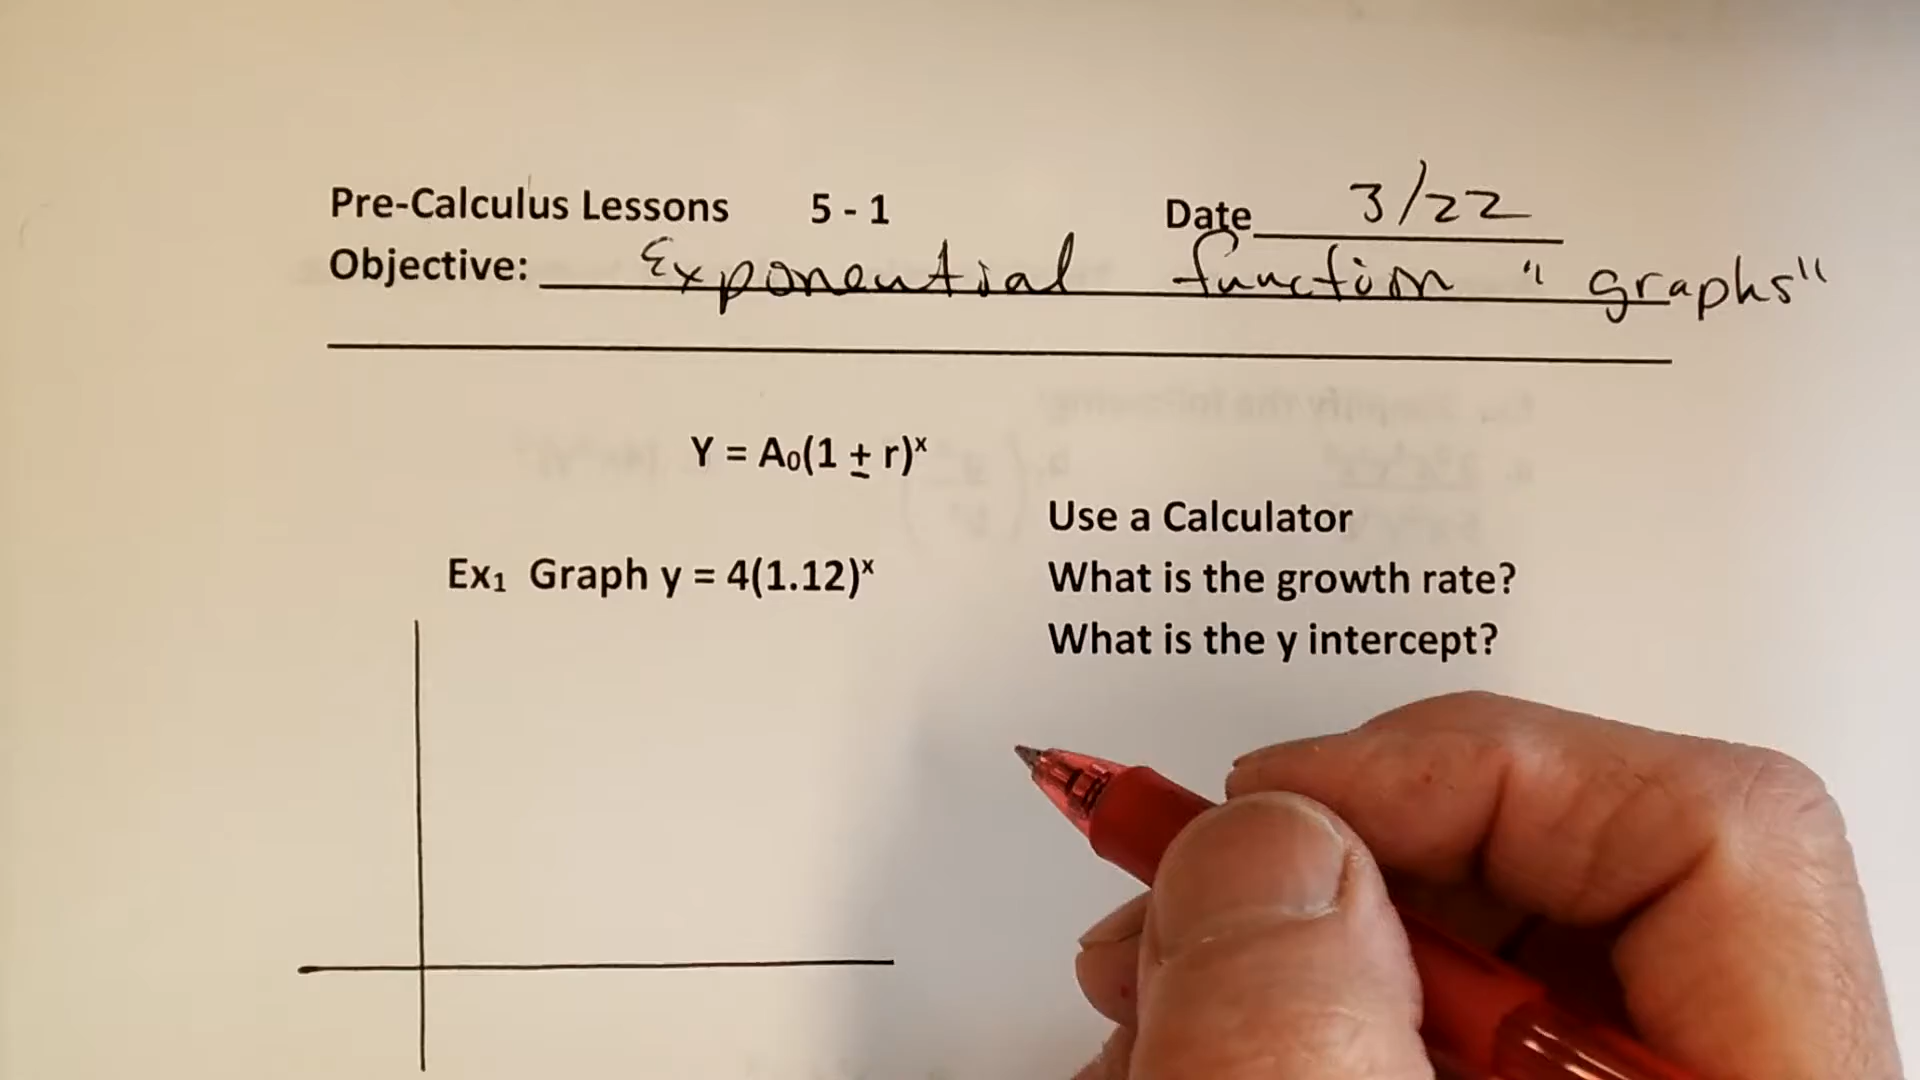 Pre-Calculus Lessons 5 - 1 Date 3/22
Objective: Exponential function "graphs"
Y = A₀(1 ± r)ˣ
Use a Calculator
Ex₁ Graph y = 4(1.12)ˣ What is the growth rate?
What is the y intercept?